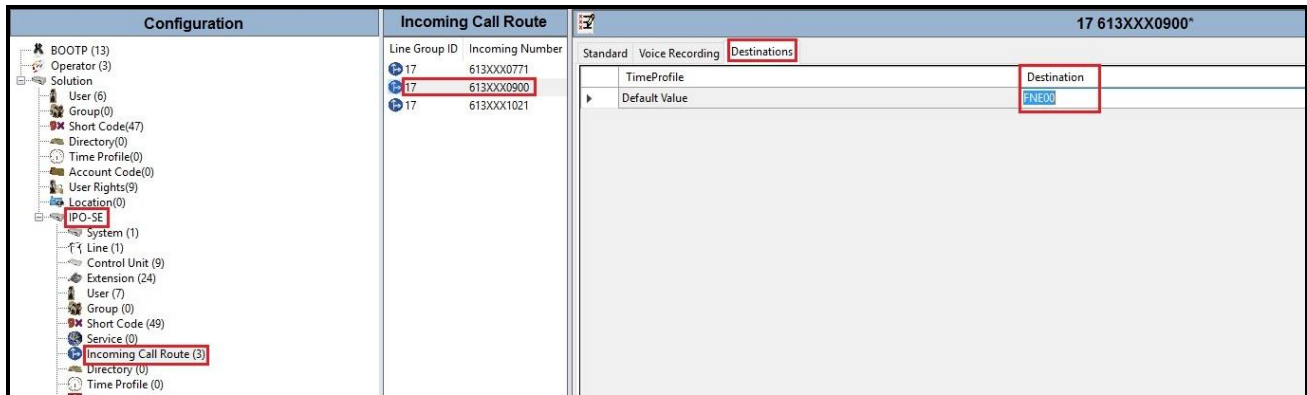 Configuration
BOOTP (13)
Operator (3)
Solution
User (6)
Group(0)
Short Code(47)
Directory(0)
Time Profile(0)
Account Code(0)
User Rights(9)
Location(0)
IPO-SE
System (1)
Line (1)
Control Unit (9)
Extension (24)
User (7)
Group (0)
Short Code (49)
Service (0)
Incoming Call Route (3)
Directory (0)
Time Profile (0)
Incoming Call Route
Line Group ID Incoming Number
17 613XXX0771
17 613XXX0900
17 613XXX1021
17 613XXX0900*
Standard Voice Recording Destinations
TimeProfile Destination
Default Value FNE00